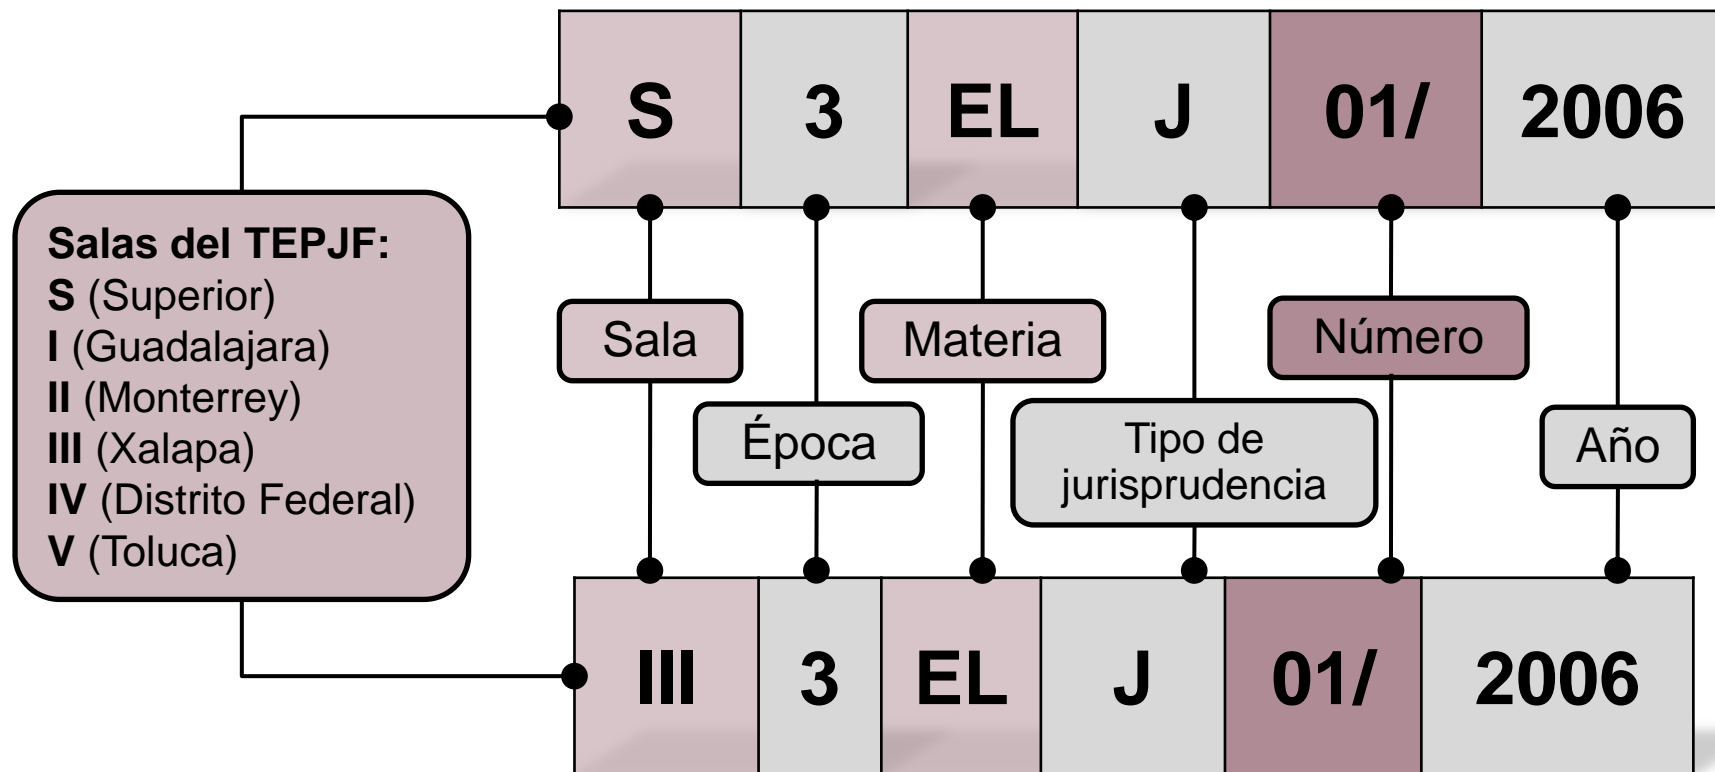 S 3 EL J 01/ 2006
Salas del TEPJF:
S (Superior)
I (Guadalajara)
II (Monterrey)
III (Xalapa)
IV (Distrito Federal)
V (Toluca)
Sala
Materia
Número
Época
Tipo de
jurisprudencia
Año
III 3 EL J 01/ 2006